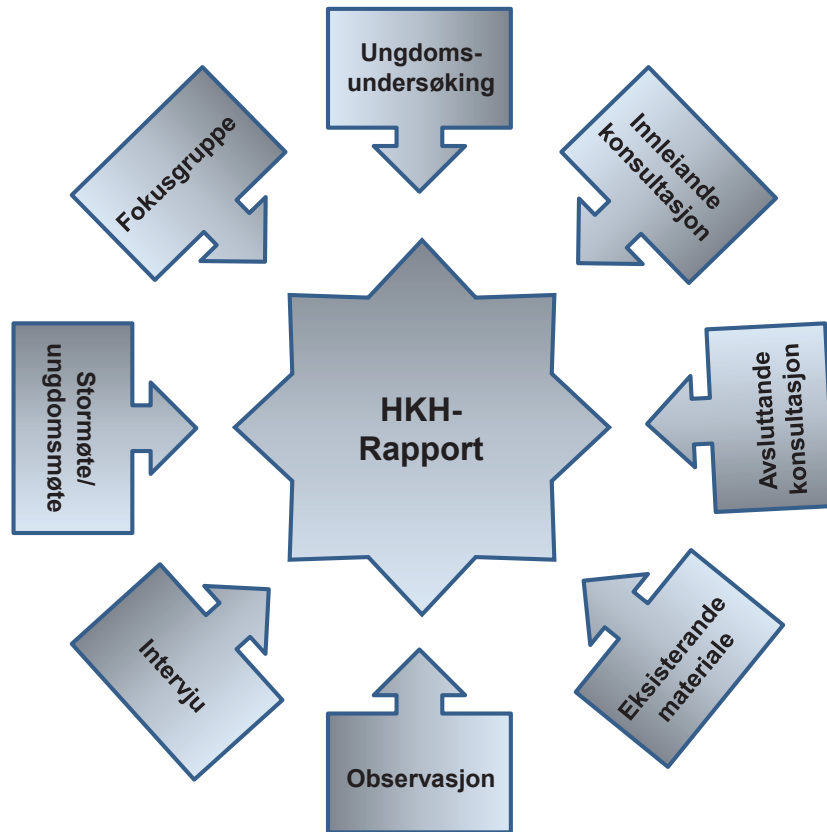 Ungdoms-
undersøking
Innleiande
konsultasjon
Avsluttande
konsultasjon
Eksisterande
materiale
Observasjon
Intervju
Stormøte/
ungdomsmøte
Fokusgruppe
HKH-
Rapport